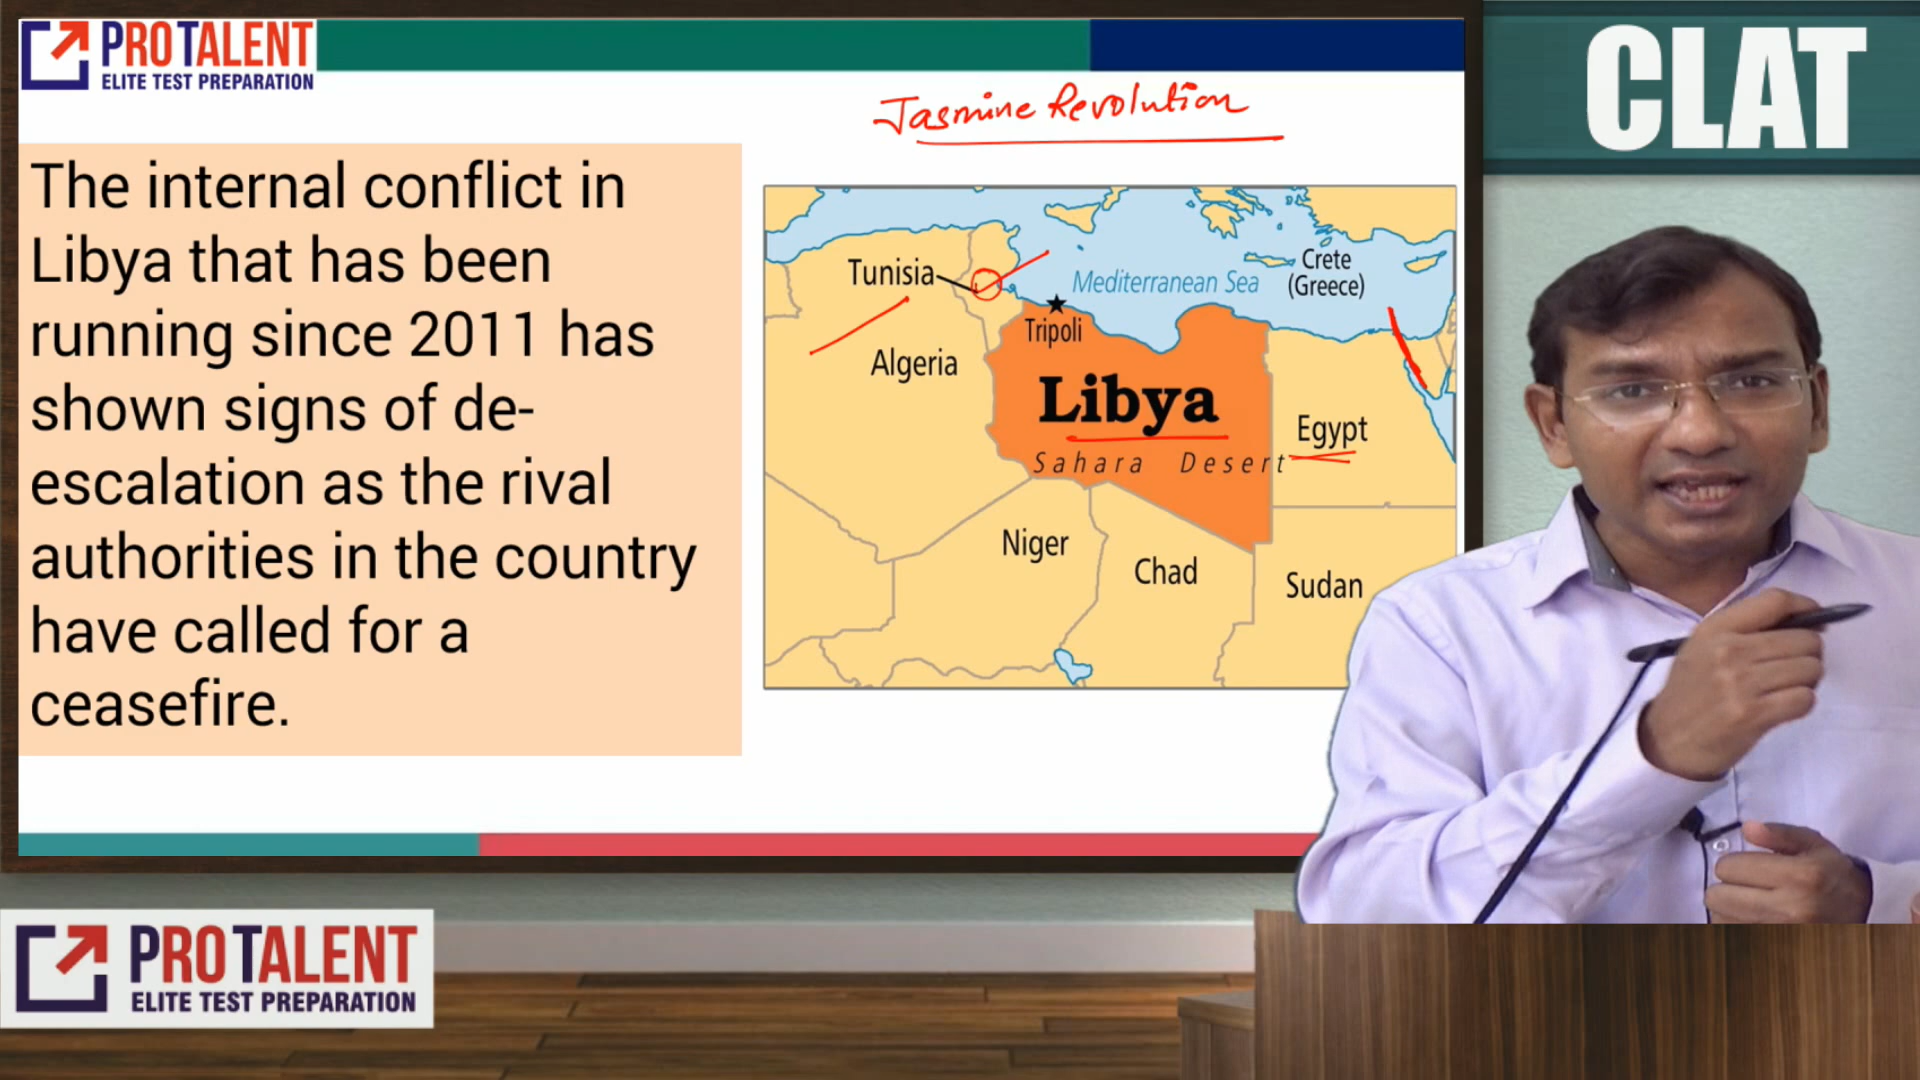 PROTALENT
ELITE TEST PREPARATION
CLAT
Jasmine Revolution
The internal conflict in
Libya that has been
running since 2011 has
shown signs of de-
escalation as the rival
authorities in the country
have called for a
ceasefire.
Tunisia
Mediterranean Sea
Crete
(Greece)
Tripoli
Algeria
Libya
Egypt
Sahara Desert
Niger
Chad
Sudan
PROTALENT
ELITE TEST PREPARATION